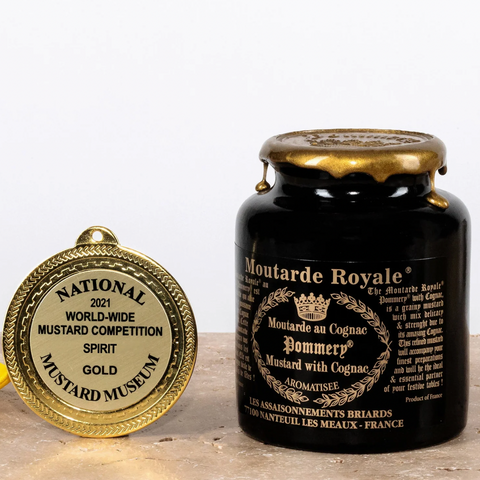 NATIONAL
2021
WORLD-WIDE
MUSTARD COMPETITION
SPIRIT
GOLD
MUSTARD MUSEUM
Moutarde Royale®
Moutarde au Cognac
Pommery®
Mustard with Cognac
AROMATISEE
The Moutarde Royale®
Pommery® with Cognac,
is a grainy mustard
with mix delicacy
& strenght due to
its amazing Cognac.
This refined mustard
will accompany your
finest preparations
and will be the ideal
& essential partner
of your festive tables !
Product of France
LES ASSAISONNEMENTS BRIARDS
77100 NANTEUIL LES MEAUX - FRANCE